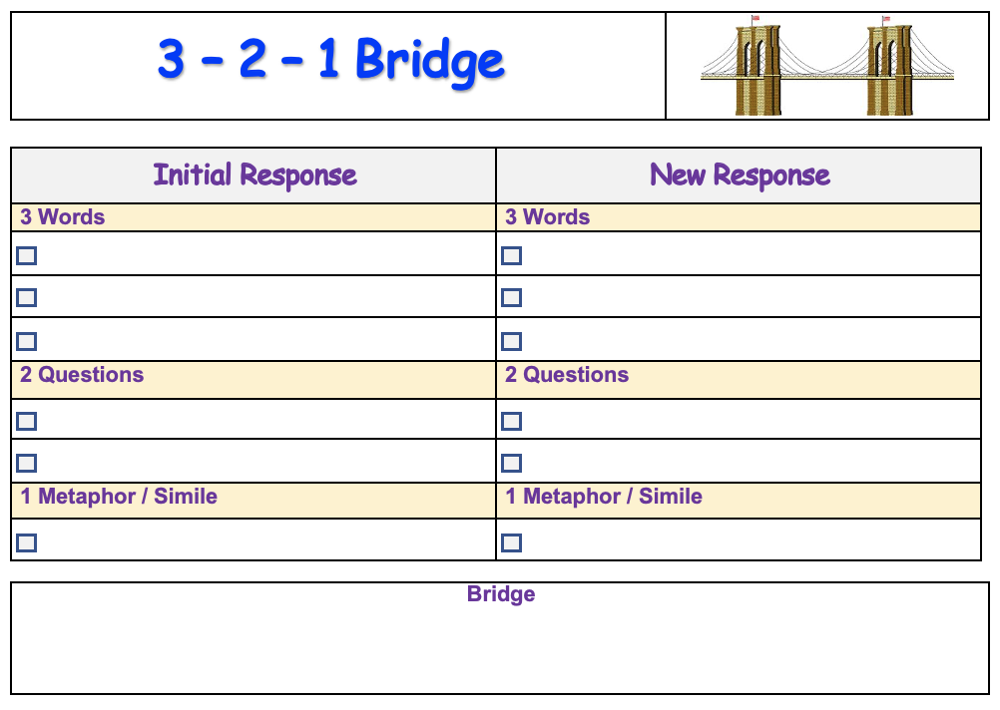 3 – 2 – 1 Bridge
Initial Response
New Response
3 Words
3 Words
2 Questions
2 Questions
1 Metaphor / Simile
1 Metaphor / Simile
Bridge